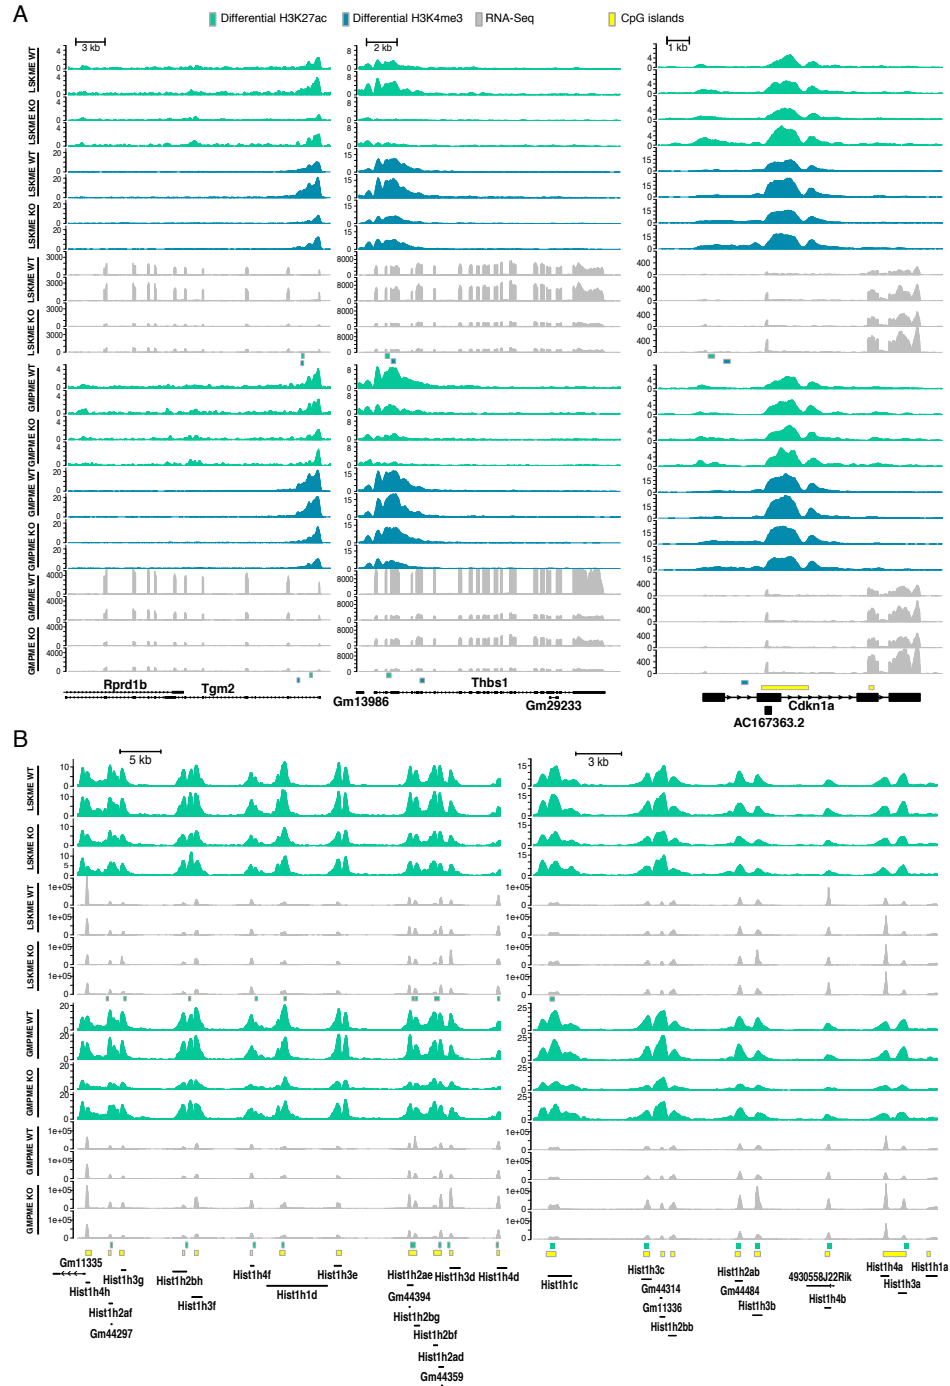 A
Differential H3K27ac
Differential H3K4me3
RNA-Seq
CpG islands
3 kb
2 kb
1 kb
LSKME WT
LSKME KO
LSKME WT
LSKME KO
LSKME WT
LSKME KO
GMPME WT
GMPME KO
GMPME WT
GMPME KO
GMPME WT
GMPME KO
Rprd1b
Tgm2
Thbs1
Gm13986
Gm29233
Cdkn1a
AC167363.2
B
5 kb
3 kb
LSKME WT
LSKME KO
LSKME WT
LSKME KO
GMPME WT
GMPME KO
GMPME WT
GMPME KO
Gm11335
Hist1h4h
Hist1h3g
Hist1h2af
Gm44297
Hist1h2bh
Hist1h3f
Hist1h4f
Hist1h1d
Hist1h3e
Hist1h2ae
Gm44394
Hist1h2bg
Hist1h2bf
Hist1h2ad
Gm44359
Hist1h3d
Hist1h4d
Hist1h1c
Hist1h3c
Gm44314
Gm11336
Hist1h2bb
Hist1h2ab
Gm44484
Hist1h3b
4930558J22Rik
Hist1h4b
Hist1h4a
Hist1h3a
Hist1h1a